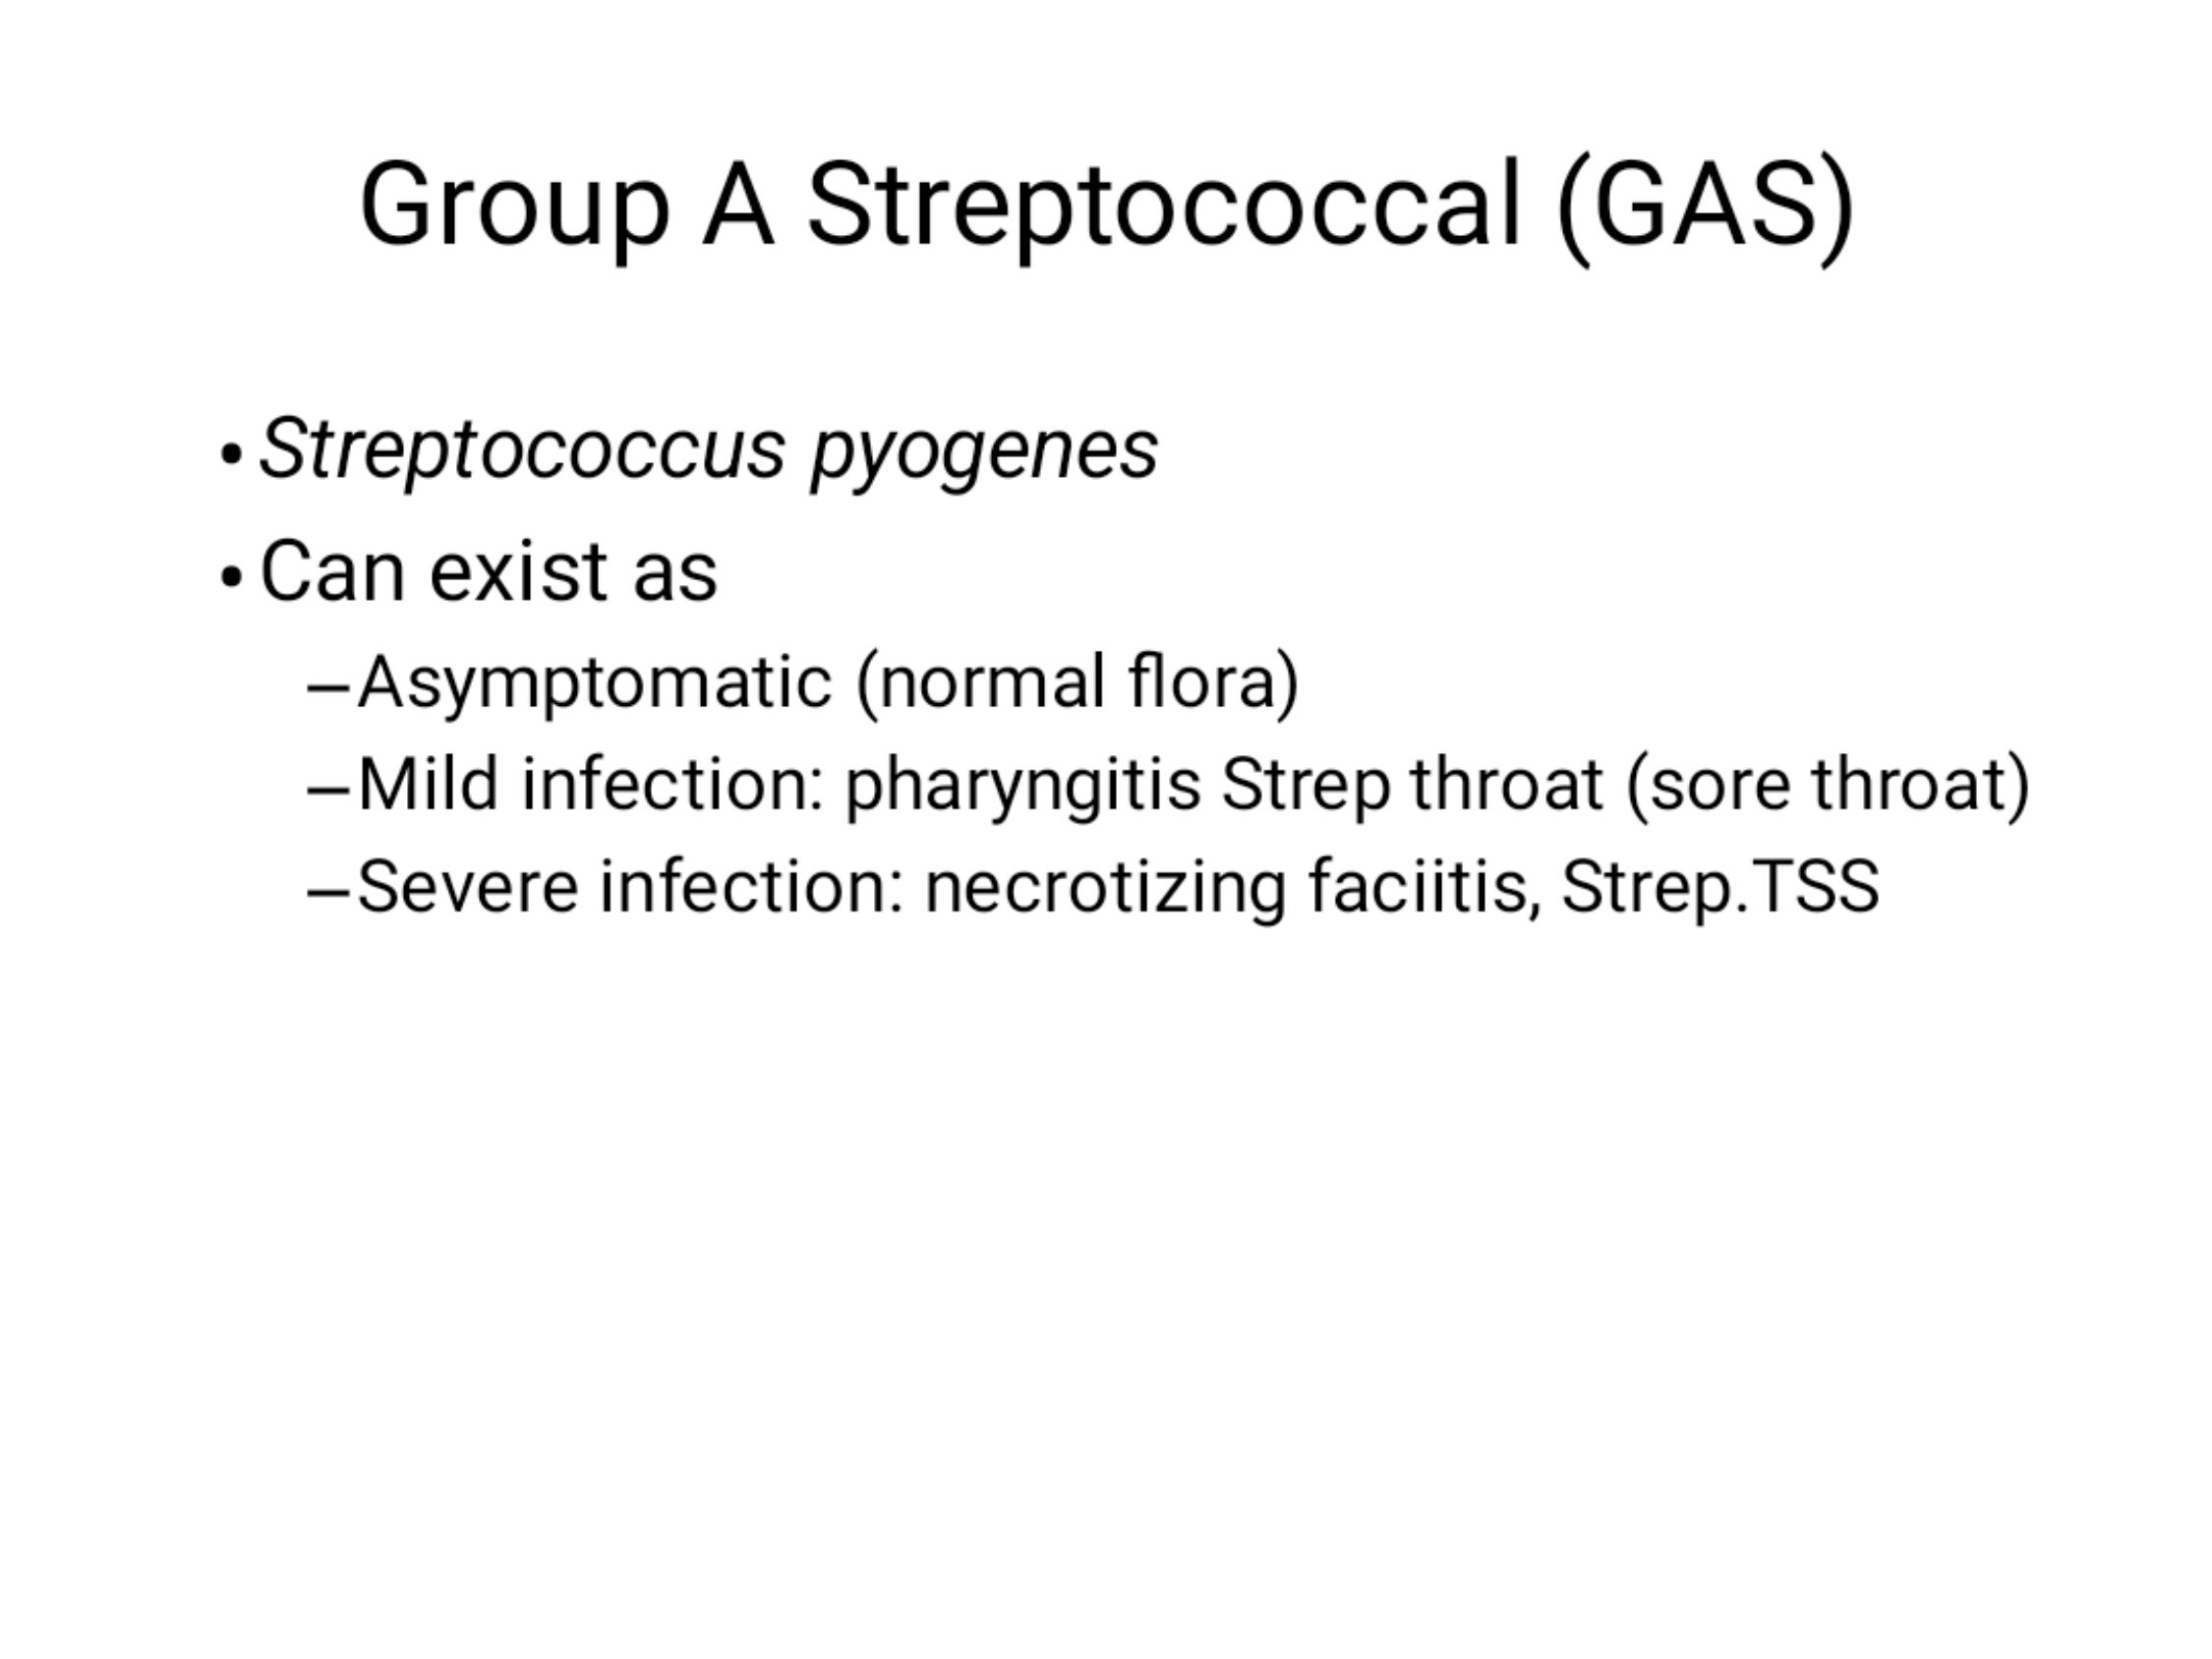 Group A Streptococcal (GAS)
• Streptococcus pyogenes
• Can exist as
–Asymptomatic (normal flora)
–Mild infection: pharyngitis Strep throat (sore throat)
–Severe infection: necrotizing faciitis, Strep.TSS